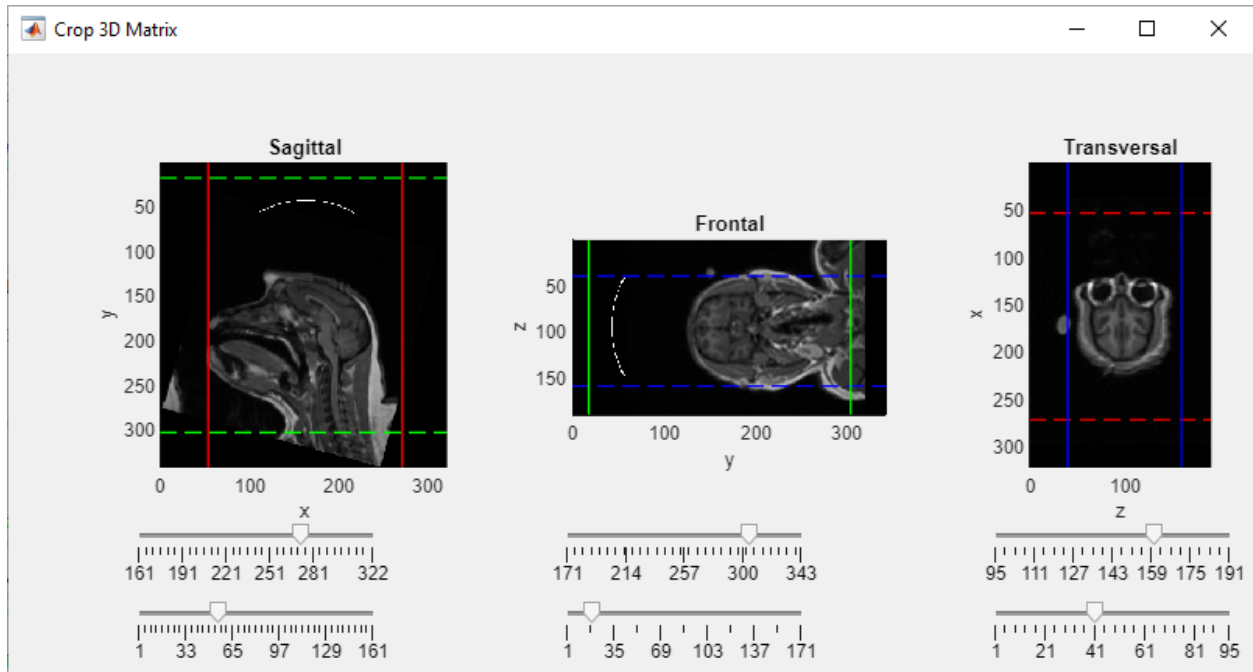 Crop 3D Matrix
Sagittal
50
100
150
200
250
300
y
0 100 200 300
x
Frontal
50
100
150
z
0 100 200 300
y
Transversal
50
100
150
200
250
300
x
0 100
z
161 191 221 251 281 322
171 214 257 300 343
95 111 127 143 159 175 191
1 33 65 97 129 161
1 35 69 103 137 171
1 21 41 61 81 95